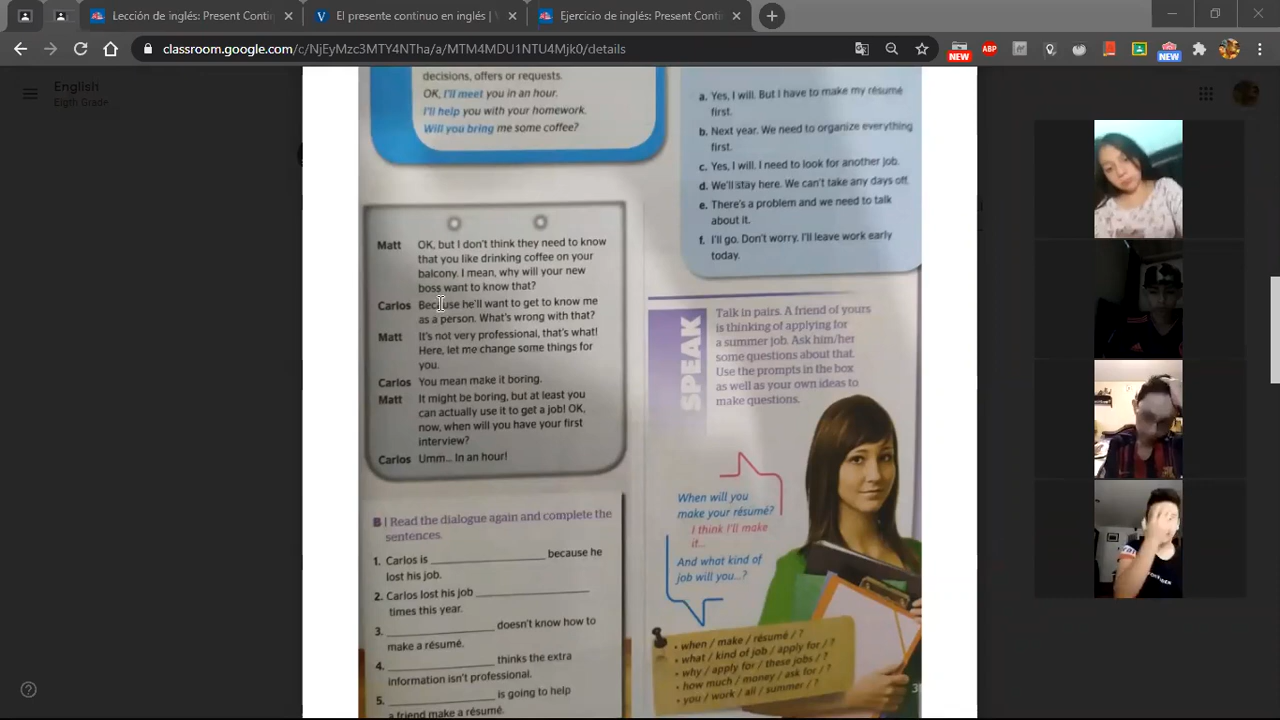 Lección de inglés: Present Conti
El presente continuo en inglés |
Ejercicio de inglés: Present Conti
classroom.google.com/c/NjEyMzc3MTY4NTha/a/MTM4MDU1NTU4Mjk0/details
NEW
ABP
NEW
English
Eigth Grade
decisions, offers or requests.
OK, I'll meet you in an hour.
I'll help you with your homework.
Will you bring me some coffee?
a. Yes, I will. But I have to make my résumé
first.
b. Next year. We need to organize everything
first.
c. Yes, I will. I need to look for another job.
d. We'll stay here. We can't take any days off.
e. There's a problem and we need to talk
about it.
f. I'll go. Don't worry. I'll leave work early
today.
Matt OK, but I don't think they need to know
that you like drinking coffee on your
balcony. I mean, why will your new
boss want to know that?
Carlos Because he'll want to get to know me
as a person. What's wrong with that?
Matt It's not very professional, that's what!
Here, let me change some things for
you.
Carlos You mean make it boring.
Matt It might be boring, but at least you
can actually use it to get a job! OK,
now, when will you have your first
interview?
Carlos Umm... In an hour!
B | Read the dialogue again and complete the
sentences.
1. Carlos is ____________ because he
lost his job.
2. Carlos lost his job ____________
times this year.
3. ____________ doesn't know how to
make a résumé.
4. ____________ thinks the extra
information isn't professional.
5. ____________ is going to help
a friend make a résumé.
SPEAK
Talk in pairs. A friend of yours
is thinking of applying for
a summer job. Ask him/her
some questions about that.
Use the prompts in the box
as well as your own ideas to
make questions.
When will you
make your résumé?
I think I'll make
it...
And what kind of
job will you...?
• when / make / résumé / ?
• what / kind of job / apply for / ?
• why / apply for / these jobs / ?
• how much / money / ask for / ?
• you / work / all / summer / ?